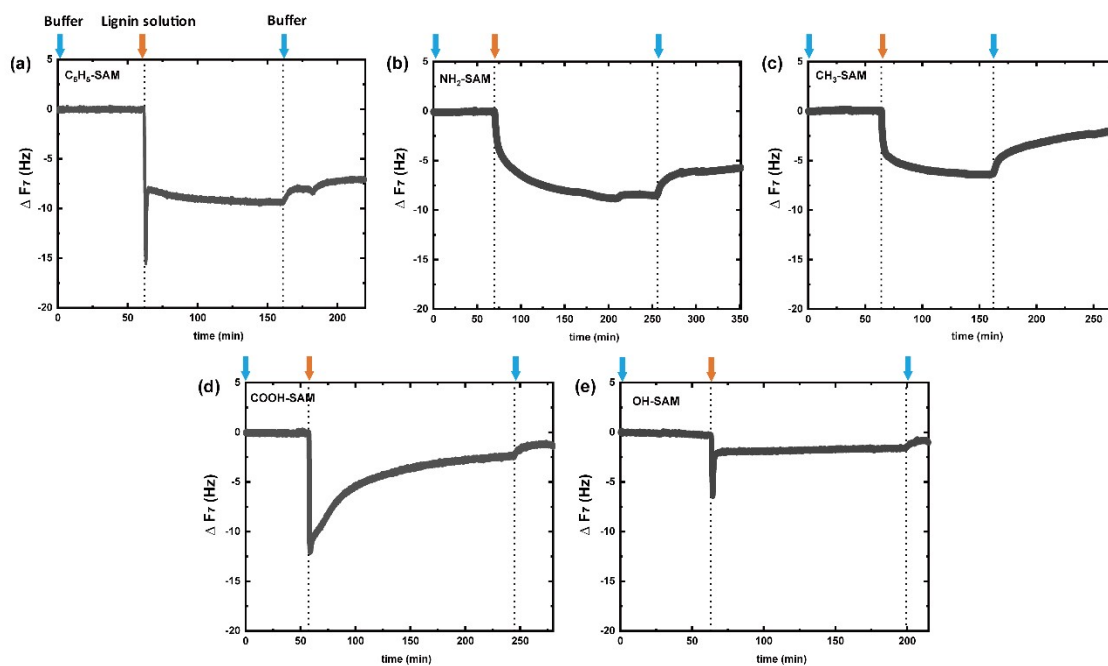 Buffer Lignin solution Buffer
(a) C₆H₅-SAM
5
0
-5
-10
-15
-20
Δ F₇ (Hz)
0 50 100 150 200
time (min)
(b) NH₂-SAM
5
0
-5
-10
-15
-20
Δ F₇ (Hz)
0 50 100 150 200 250 300 350
time (min)
(c) CH₃-SAM
5
0
-5
-10
-15
-20
Δ F₇ (Hz)
0 50 100 150 200 250
time (min)
(d) COOH-SAM
5
0
-5
-10
-15
-20
Δ F₇ (Hz)
0 50 100 150 200 250
time (min)
(e) OH-SAM
5
0
-5
-10
-15
-20
Δ F₇ (Hz)
0 50 100 150 200
time (min)